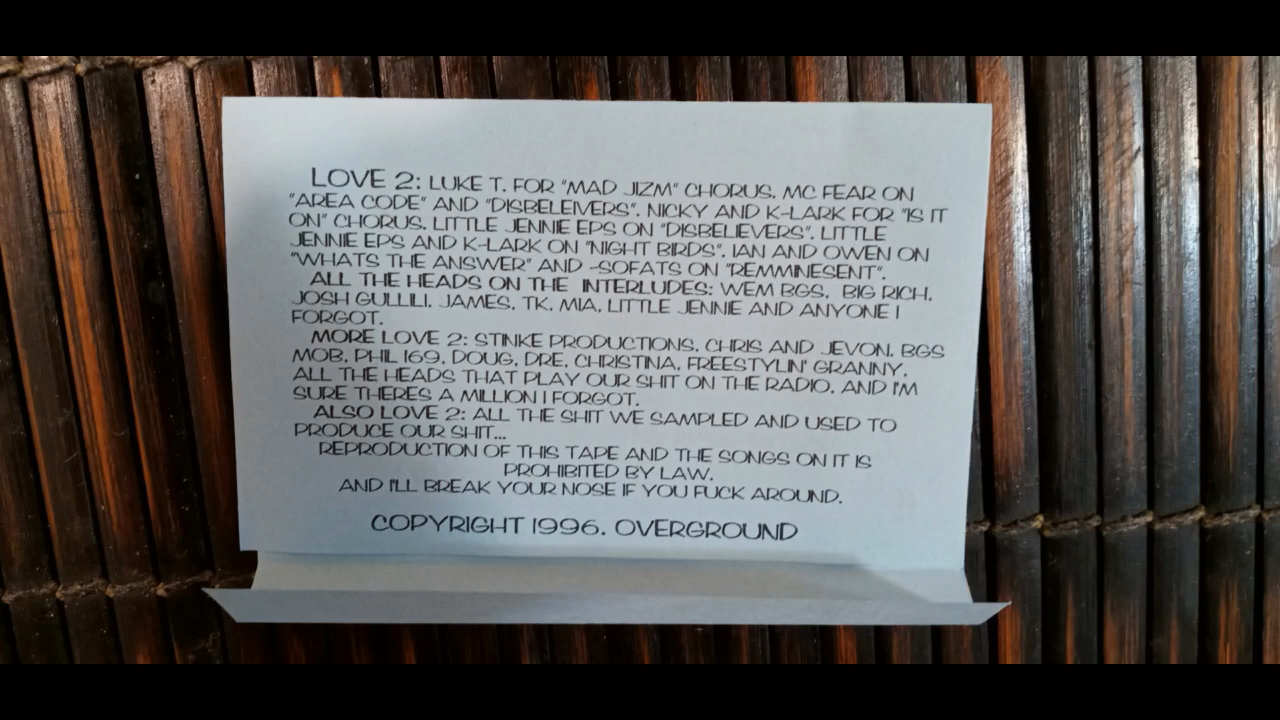 LOVE 2: LUKE T. FOR "MAD JIZM" CHORUS. MC FEAR ON
"AREA CODE" AND "DISBELEIVERS". NICKY AND K-LARK FOR "IS IT
ON" CHORUS. LITTLE JENNIE EPS ON "DISBELIEVERS". LITTLE
JENNIE EPS AND K-LARK ON "NIGHT BIRDS". IAN AND OWEN ON
"WHATS THE ANSWER" AND -SOFATS ON "REMMINESENT".
ALL THE HEADS ON THE INTERLUDES: WEM BGS, BIG RICH,
JOSH GULLILI, JAMES, TK, MIA, LITTLE JENNIE AND ANYONE I
FORGOT.
MORE LOVE 2: STINKE PRODUCTIONS, CHRIS AND JEVON, BGS
MOB, PHIL 169, DOUG, DRE, CHRISTINA, FREESTYLIN' GRANNY,
ALL THE HEADS THAT PLAY OUR SHIT ON THE RADIO, AND I'M
SURE THERES A MILLION I FORGOT.
ALSO LOVE 2: ALL THE SHIT WE SAMPLED AND USED TO
PRODUCE OUR SHIT...
REPRODUCTION OF THIS TAPE AND THE SONGS ON IT IS
PROHIBITED BY LAW.
AND I'LL BREAK YOUR NOSE IF YOU FUCK AROUND.
COPYRIGHT 1996. OVERGROUND